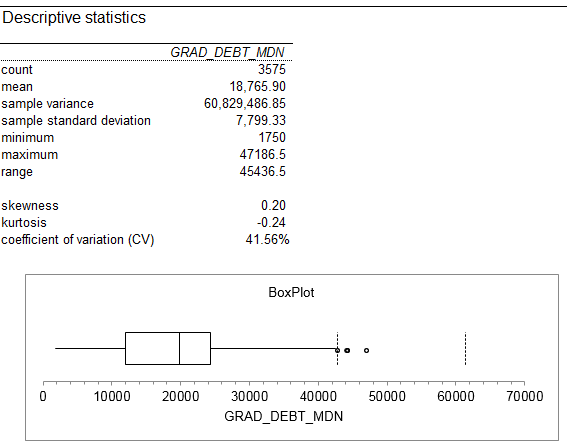 Descriptive statistics
GRAD_DEBT_MDN
count 3575
mean 18,765.90
sample variance 60,829,486.85
sample standard deviation 7,799.33
minimum 1750
maximum 47186.5
range 45436.5
skewness 0.20
kurtosis -0.24
coefficient of variation (CV) 41.56%
BoxPlot
0 10000 20000 30000 40000 50000 60000 70000
GRAD_DEBT_MDN